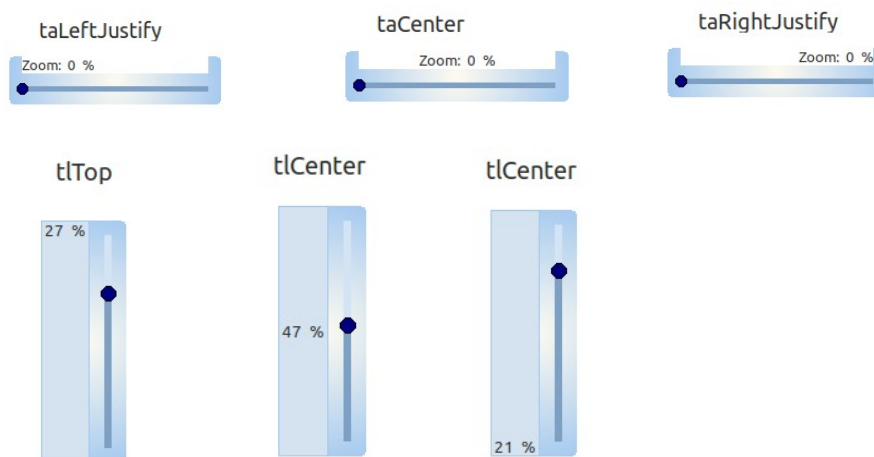 taLeftJustify
taCenter
taRightJustify
Zoom: 0 %
Zoom: 0 %
Zoom: 0 %
tlTop
tlCenter
tlCenter
27 %
47 %
21 %